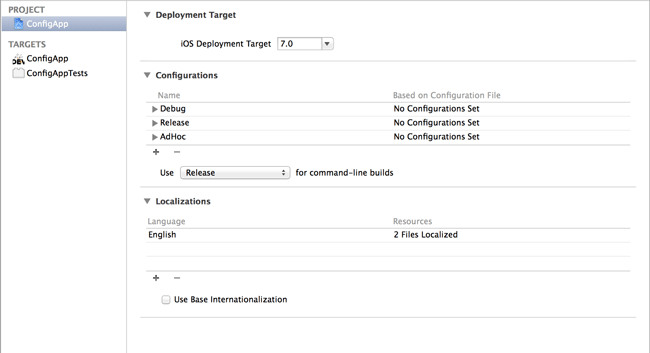 PROJECT
ConfigApp
TARGETS
DEV
ConfigApp
ConfigAppTests
Deployment Target
iOS Deployment Target 7.0
Configurations
Name Based on Configuration File
Debug No Configurations Set
Release No Configurations Set
AdHoc No Configurations Set
+ −
Use Release for command-line builds
Localizations
Language Resources
English 2 Files Localized
+ −
Use Base Internationalization